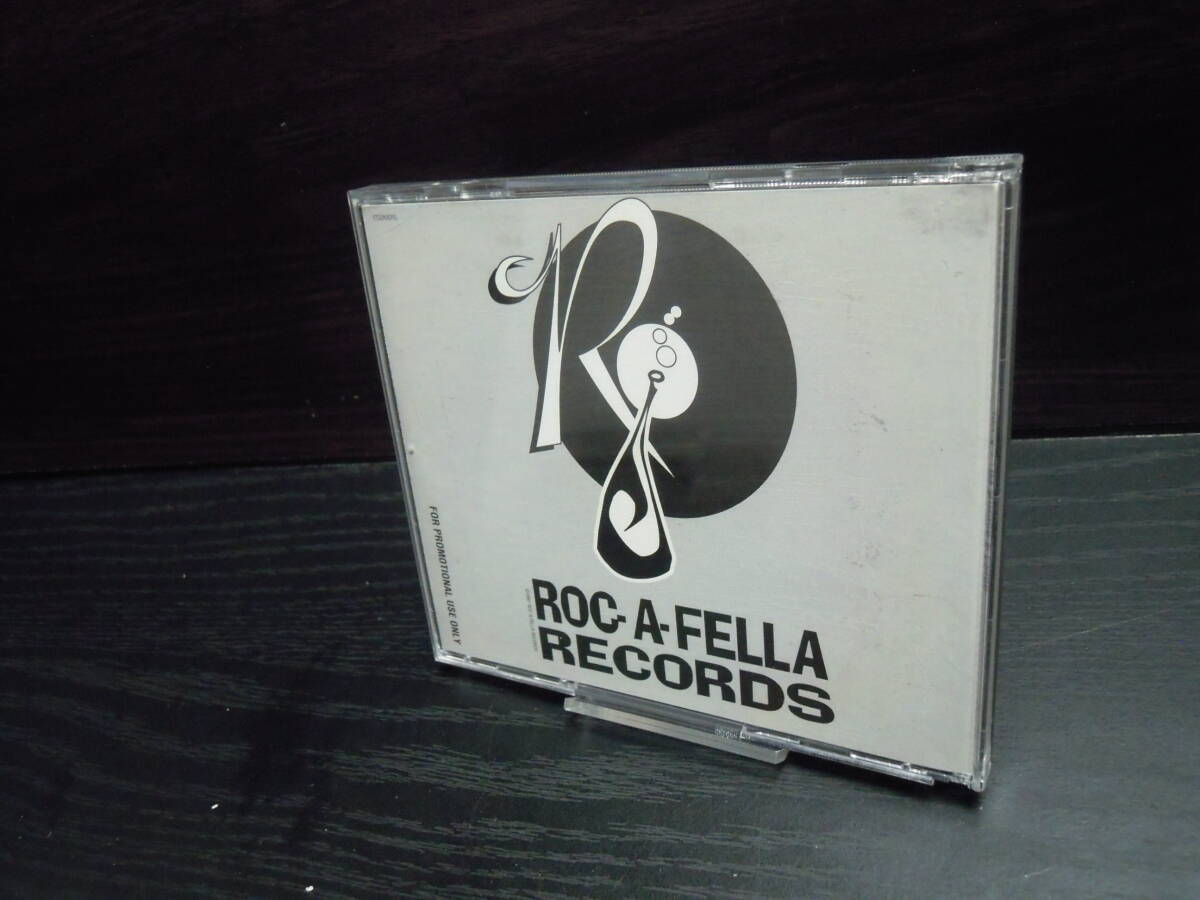 FOR PROMOTIONAL USE ONLY
ROC-A-FELLA
RECORDS